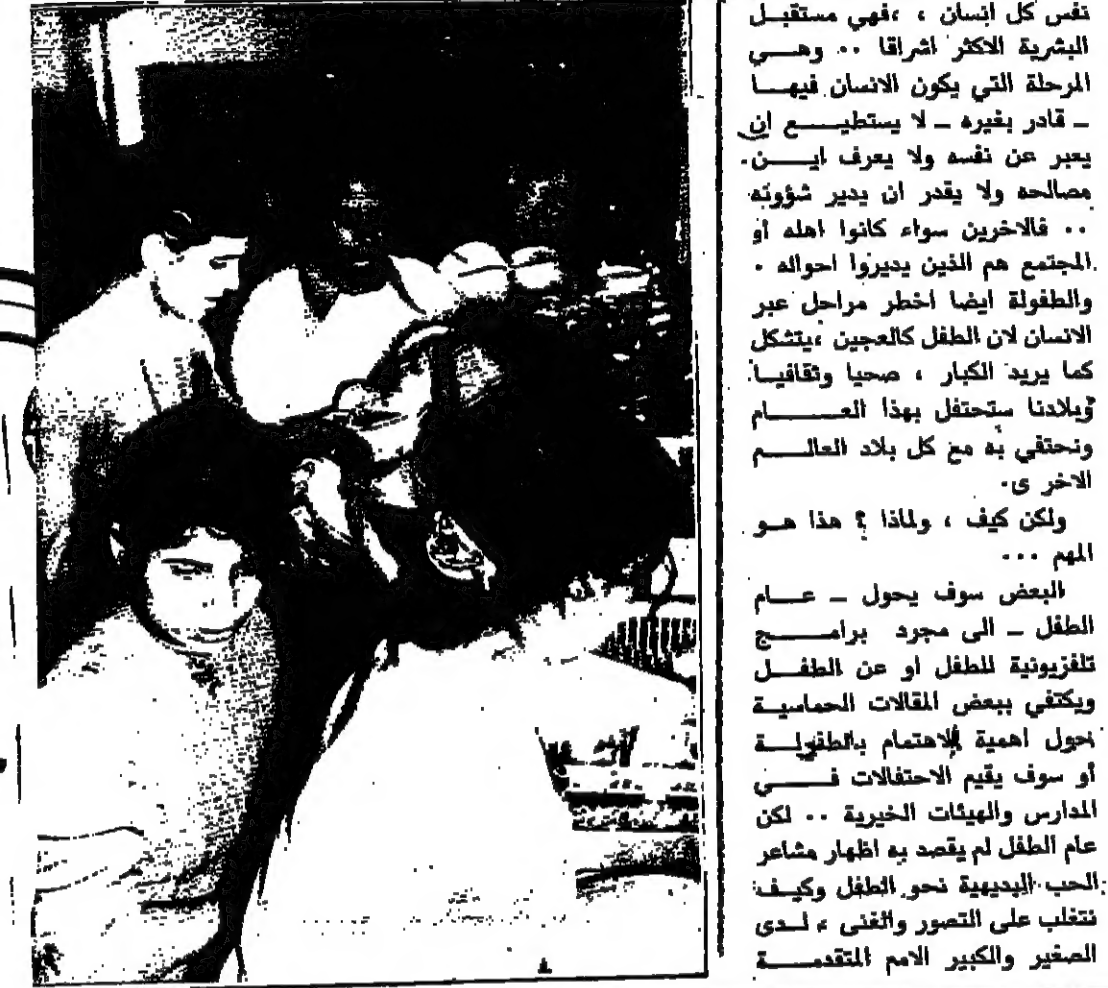 نفس كل انسان ، فهي مستقبل
البشرية الاكثر اشراقا .. وهي
المرحلة التي يكون الانسان فيها
ـ قادر بغيره ـ لا يستطيع ان
يعبر عن نفسه ولا يعرف اين
مصالحه ولا يقدر ان يدير شؤونه
.. فالاخرين سواء كانوا اهله او
المجتمع هم الذين يديروا احواله .
والطفولة ايضا اخطر مراحل عبر
الانسان لان الطفل كالعجين ،يتشكل
كما يريد الكبار ، صحيا وثقافيا
وبلادنا ستحتفل بهذا العام
ونحتفي به مع كل بلاد العالم
الاخر ى.
ولكن كيف ، ولماذا ؟ هذا هو
المهم ...
البعض سوف يحول ـ عام
الطفل ـ الى مجرد برامج
تلفزيونية للطفل او عن الطفل
ويكتفي ببعض المقالات الحماسية
حول اهمية الاهتمام بالطفولة
أو سوف يقيم الاحتفالات في
المدارس والهيئات الخيرية .. لكن
عام الطفل لم يقصد به اظهار مشاعر
الحب البديهية نحو الطفل وكيف
نتغلب على التصور والغنى ، لدى
الصغير والكبير الامم المتقدمة